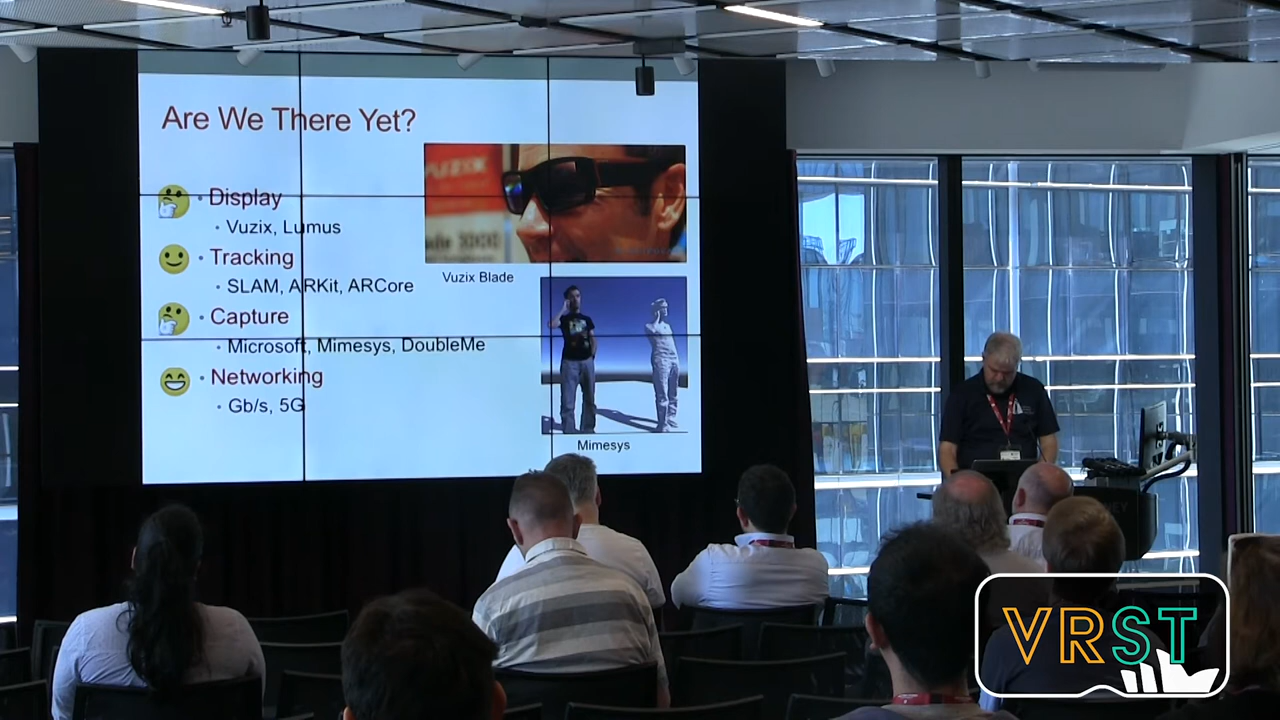 Are We There Yet?
• Display
• Vuzix, Lumus
• Tracking
• SLAM, ARKit, ARCore
• Capture
• Microsoft, Mimesys, DoubleMe
• Networking
• Gb/s, 5G
Vuzix Blade
Mimesys
VRST